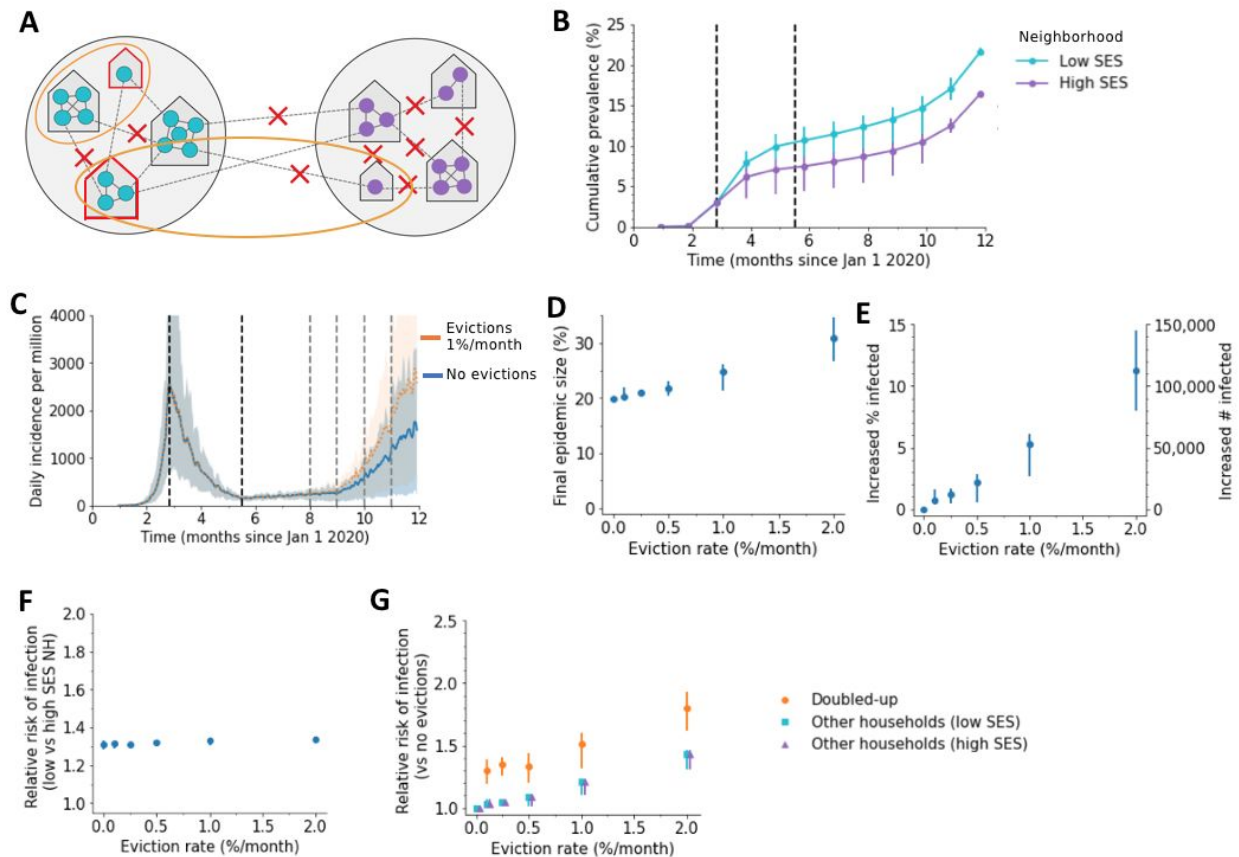 A
B
25
20
15
10
5
0
Cumulative prevalence (%)
0 2 4 6 8 10 12
Time (months since Jan 1 2020)
Neighborhood
Low SES
High SES
C
4000
3000
2000
1000
0
Daily incidence per million
0 2 4 6 8 10 12
Time (months since Jan 1 2020)
Evictions
1%/month
No evictions
D
30
20
10
0
Final epidemic size (%)
0.0 0.5 1.0 1.5 2.0
Eviction rate (%/month)
E
15
10
5
0
Increased % infected
150,000
100,000
50,000
0
Increased # infected
0.0 0.5 1.0 1.5 2.0
Eviction rate (%/month)
F
2.0
1.8
1.6
1.4
1.2
1.0
Relative risk of infection
(low vs high SES NH)
0.0 0.5 1.0 1.5 2.0
Eviction rate (%/month)
G
2.5
2.0
1.5
1.0
Relative risk of infection
(vs no evictions)
0.0 0.5 1.0 1.5 2.0
Eviction rate (%/month)
Doubled-up
Other households (low SES)
Other households (high SES)